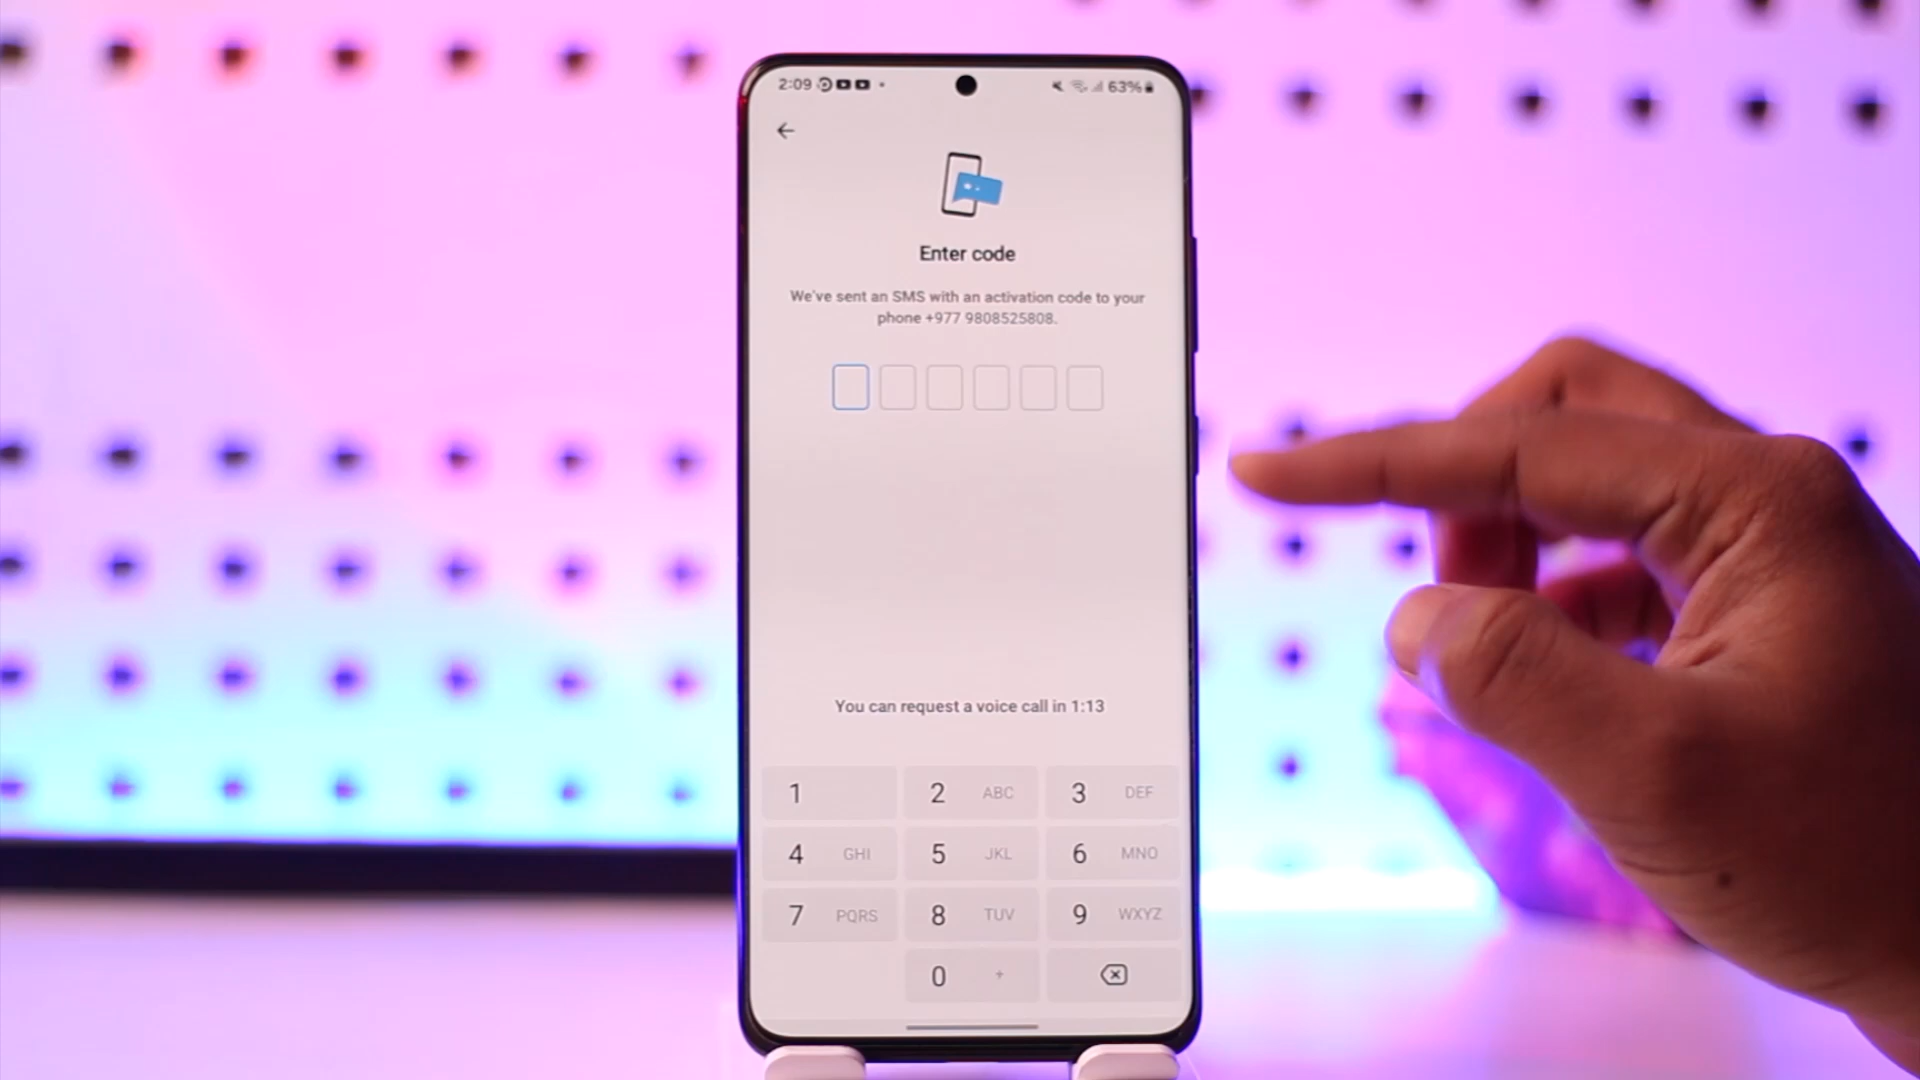 2:09
63%
Enter code
We've sent an SMS with an activation code to your
phone +977 9808525808.
You can request a voice call in 1:13
1
2 ABC
3 DEF
4 GHI
5 JKL
6 MNO
7 PQRS
8 TUV
9 WXYZ
0 +